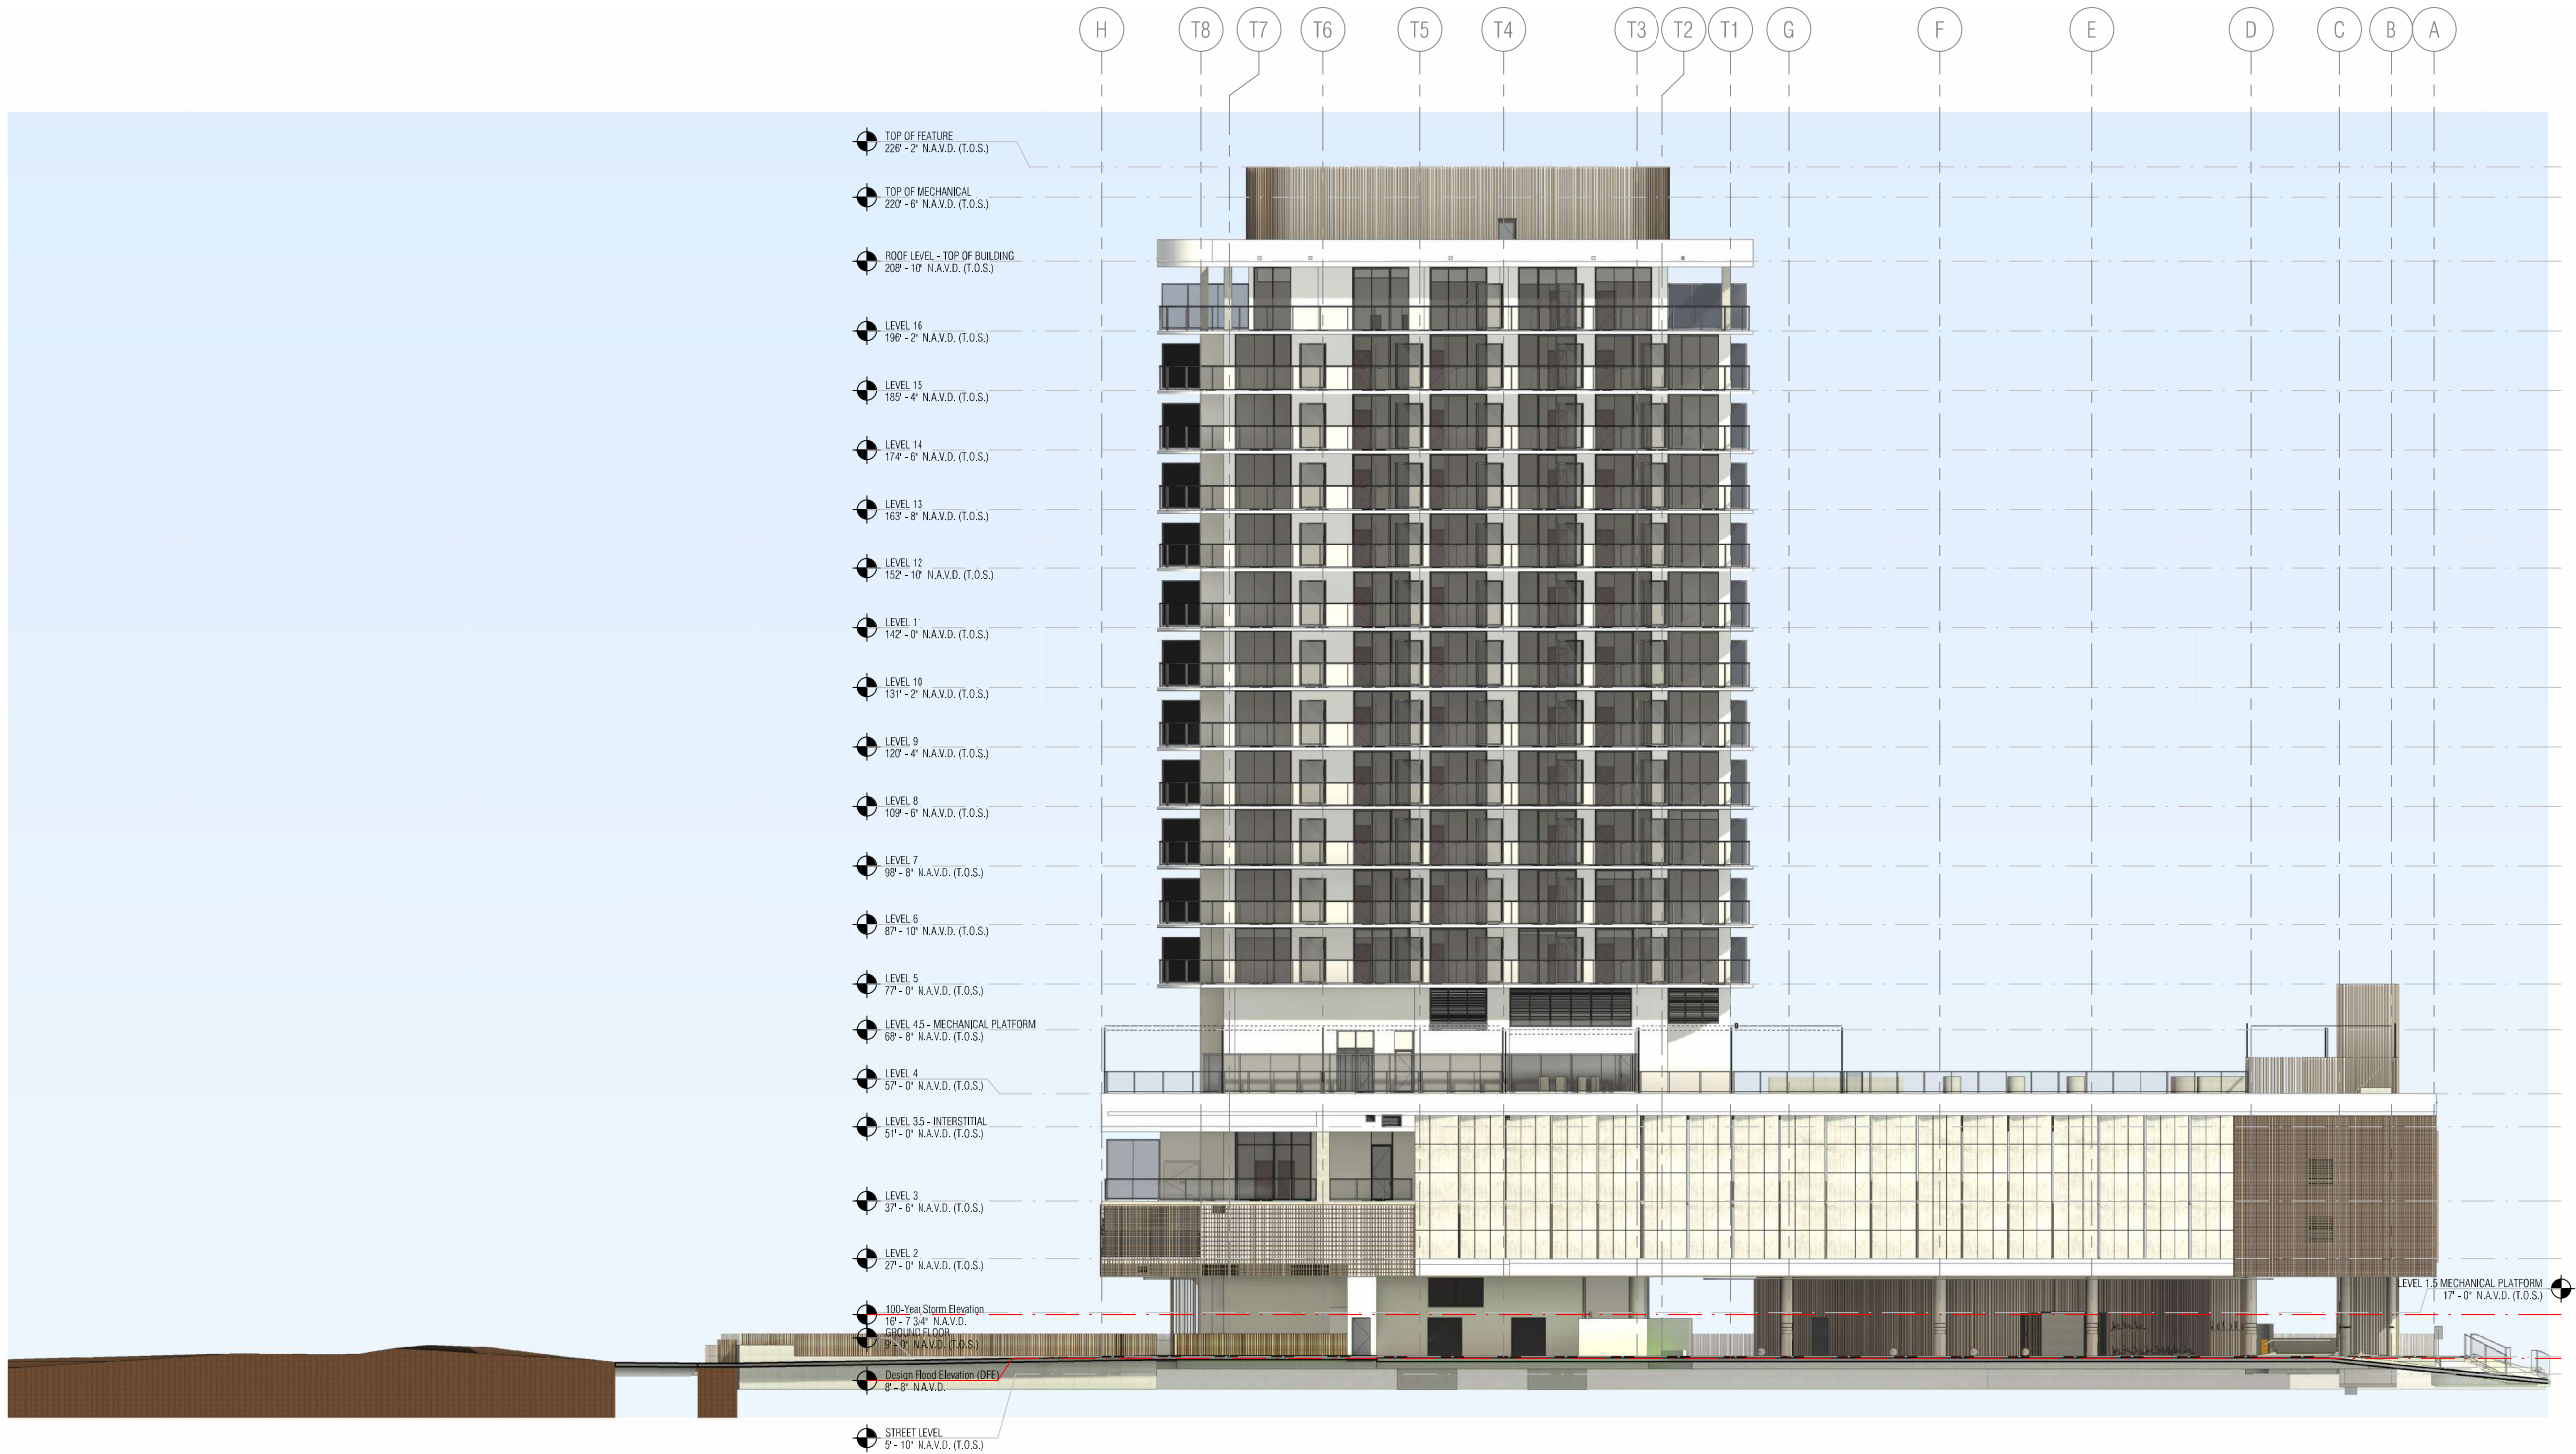 H T8 T7 T6 T5 T4 T3 T2 T1 G F E D C B A
TOP OF FEATURE
226' - 2" N.A.V.D. (T.O.S.)
TOP OF MECHANICAL
220' - 6" N.A.V.D. (T.O.S.)
ROOF LEVEL - TOP OF BUILDING
208' - 10" N.A.V.D. (T.O.S.)
LEVEL 16
196' - 2" N.A.V.D. (T.O.S.)
LEVEL 15
185' - 4" N.A.V.D. (T.O.S.)
LEVEL 14
174' - 6" N.A.V.D. (T.O.S.)
LEVEL 13
163' - 8" N.A.V.D. (T.O.S.)
LEVEL 12
152' - 10" N.A.V.D. (T.O.S.)
LEVEL 11
142' - 0" N.A.V.D. (T.O.S.)
LEVEL 10
131' - 2" N.A.V.D. (T.O.S.)
LEVEL 9
120' - 4" N.A.V.D. (T.O.S.)
LEVEL 8
109' - 6" N.A.V.D. (T.O.S.)
LEVEL 7
98' - 8" N.A.V.D. (T.O.S.)
LEVEL 6
87' - 10" N.A.V.D. (T.O.S.)
LEVEL 5
77' - 0" N.A.V.D. (T.O.S.)
LEVEL 4.5 - MECHANICAL PLATFORM
68' - 8" N.A.V.D. (T.O.S.)
LEVEL 4
57' - 0" N.A.V.D. (T.O.S.)
LEVEL 3.5 - INTERSTITIAL
51' - 0" N.A.V.D. (T.O.S.)
LEVEL 3
37' - 6" N.A.V.D. (T.O.S.)
LEVEL 2
27' - 0" N.A.V.D. (T.O.S.)
LEVEL 1.5 MECHANICAL PLATFORM
17' - 0" N.A.V.D. (T.O.S.)
100-Year Storm Elevation
16' - 7 3/4" N.A.V.D.
GROUND FLOOR
9' - 0" N.A.V.D. (T.O.S.)
Design Flood Elevation (DFE)
8' - 8" N.A.V.D.
STREET LEVEL
5' - 10" N.A.V.D. (T.O.S.)